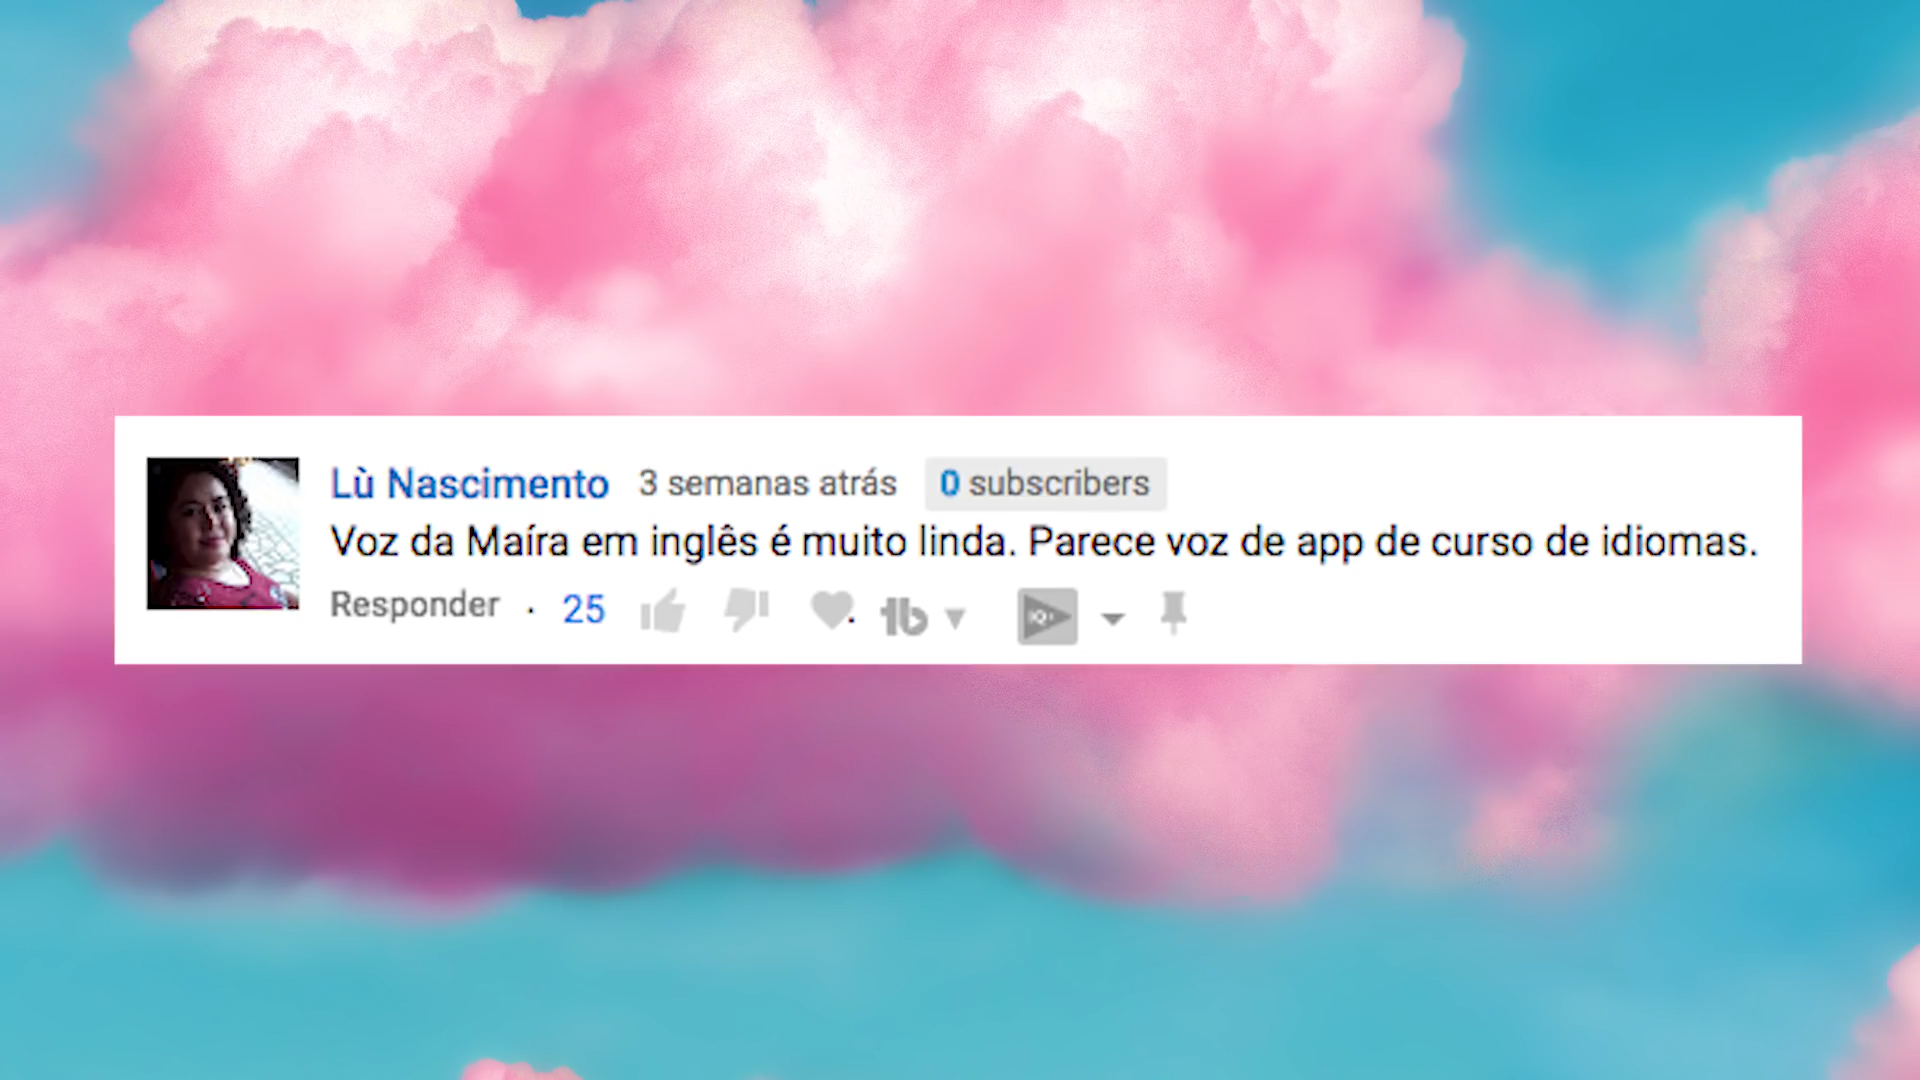 Lù Nascimento 3 semanas atrás 0 subscribers
Voz da Maíra em inglês é muito linda. Parece voz de app de curso de idiomas.
Responder · 25